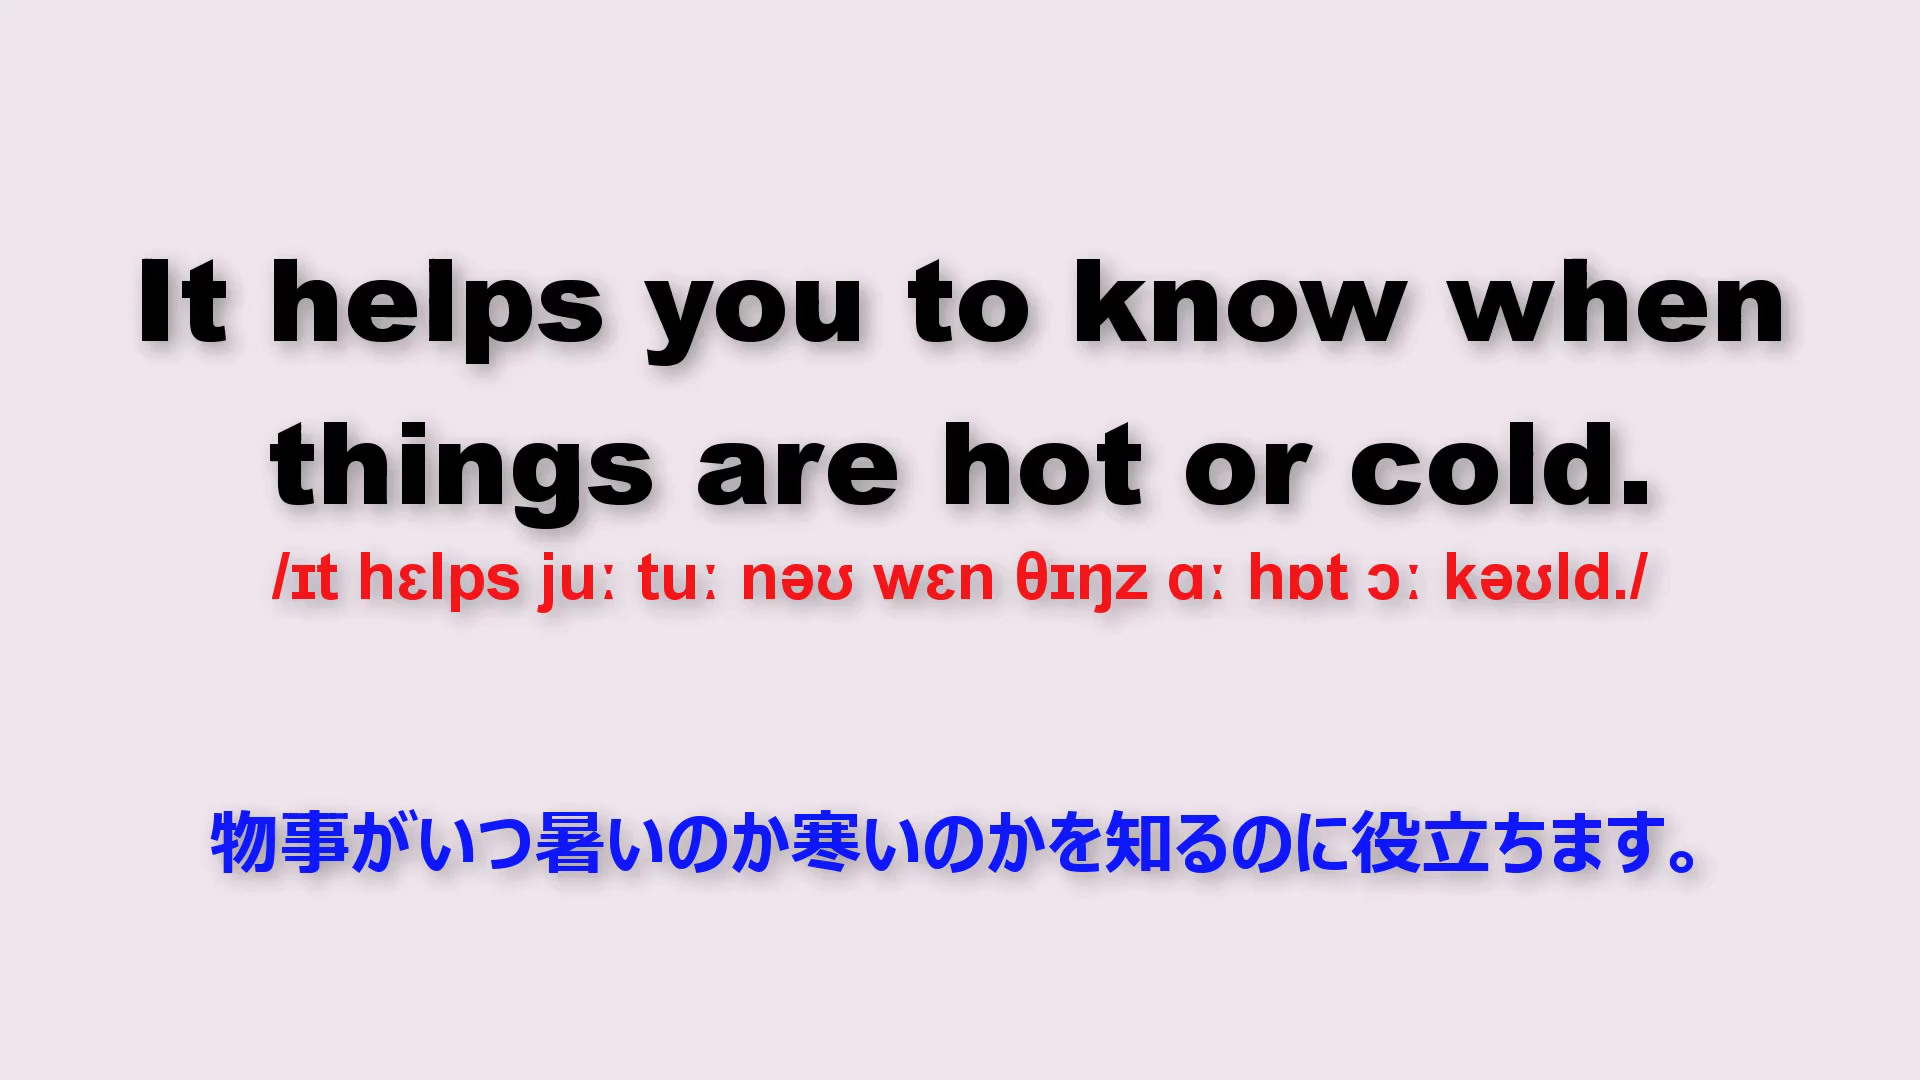 It helps you to know when
things are hot or cold.
/ɪt hɛlps juː tuː nəʊ wɛn θɪŋz ɑː hɒt ɔː kəʊld./
物事がいつ暑いのか寒いのかを知るのに役立ちます。